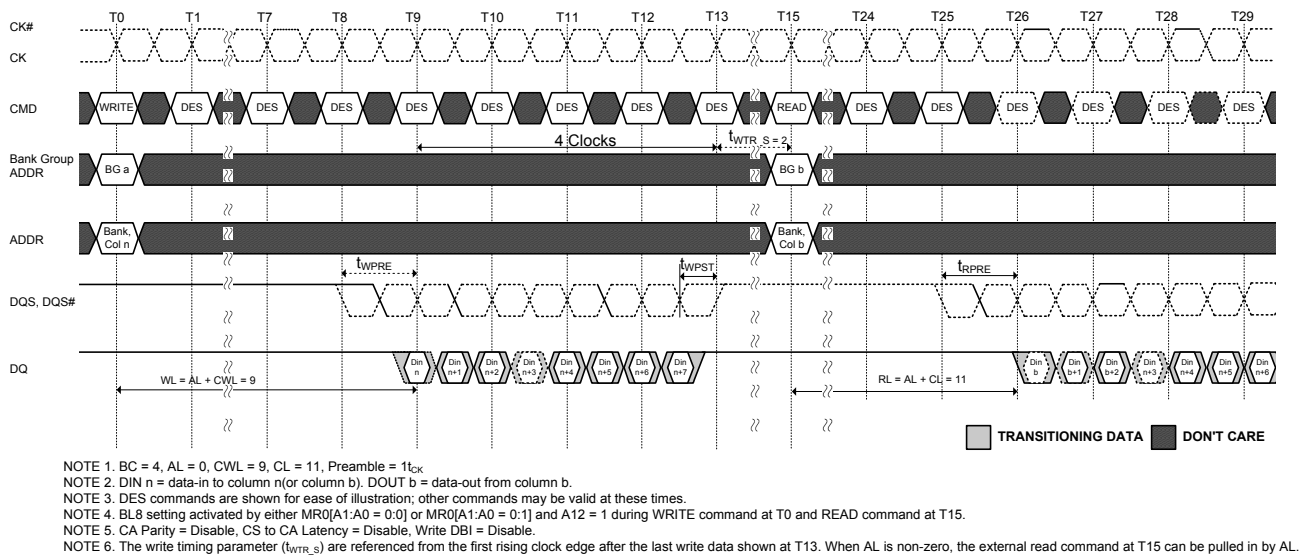 T0 T1 T7 T8 T9 T10 T11 T12 T13 T15 T24 T25 T26 T27 T28 T29
CK#
CK
CMD WRITE DES DES DES DES DES DES DES DES READ DES DES DES DES DES DES
4 Clocks tWTR_S = 2
Bank Group
ADDR
BG a BG b
ADDR
Bank,
Col n
Bank,
Col b
tWPRE tWPST tRPRE
DQS, DQS#
DQ
Din
n
Din
n+1
Din
n+2
Din
n+3
Din
n+4
Din
n+5
Din
n+6
Din
n+7
Din
b
Din
b+1
Din
b+2
Din
n+3
Din
n+4
Din
n+5
Din
n+6
WL = AL + CWL = 9 RL = AL + CL = 11
TRANSITIONING DATA DON'T CARE
NOTE 1. BC = 4, AL = 0, CWL = 9, CL = 11, Preamble = 1tCK
NOTE 2. DIN n = data-in to column n(or column b). DOUT b = data-out from column b.
NOTE 3. DES commands are shown for ease of illustration; other commands may be valid at these times.
NOTE 4. BL8 setting activated by either MR0[A1:A0 = 0:0] or MR0[A1:A0 = 0:1] and A12 = 1 during WRITE command at T0 and READ command at T15.
NOTE 5. CA Parity = Disable, CS to CA Latency = Disable, Write DBI = Disable.
NOTE 6. The write timing parameter (tWTR_S) are referenced from the first rising clock edge after the last write data shown at T13. When AL is non-zero, the external read command at T15 can be pulled in by AL.